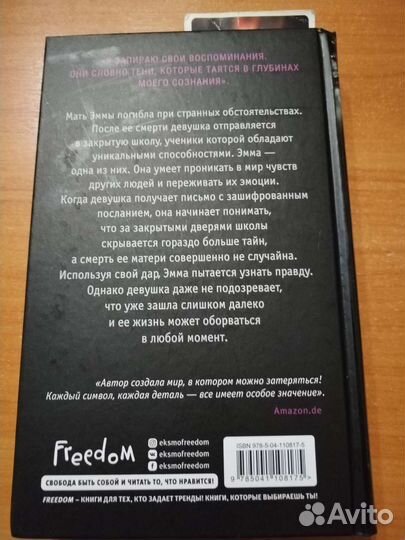 «Я ЗАПИРАЮ СВОИ ВОСПОМИНАНИЯ.
ОНИ СЛОВНО ТЕНИ, КОТОРЫЕ ТАЯТСЯ В ГЛУБИНАХ
МОЕГО СОЗНАНИЯ».
Мать Эммы погибла при странных обстоятельствах.
После ее смерти девушка отправляется
в закрытую школу, ученики которой обладают
уникальными способностями. Эмма —
одна из них. Она умеет проникать в мир чувств
других людей и переживать их эмоции.
Когда девушка получает письмо с зашифрованным
посланием, она начинает понимать,
что за закрытыми дверями школы
скрывается гораздо больше тайн,
а смерть ее матери совершенно не случайна.
Используя свой дар, Эмма пытается узнать правду.
Однако девушка даже не подозревает,
что уже зашла слишком далеко
и ее жизнь может оборваться
в любой момент.
«Автор создала мир, в котором можно затеряться!
Каждый символ, каждая деталь — все имеет особое значение».
Amazon.de
Freedom
eksmofreedom
eksmofreedom
eksmofreedom
СВОБОДА БЫТЬ СОБОЙ И ЧИТАТЬ ТО, ЧТО НРАВИТСЯ!
FREEDOM – КНИГИ ДЛЯ ТЕХ, КТО ЗАДАЕТ ТРЕНДЫ! КНИГИ, КОТОРЫЕ ВЫБИРАЕШЬ ТЫ!
ISBN 978-5-04-110817-5
9 785041 108175 >
Avito